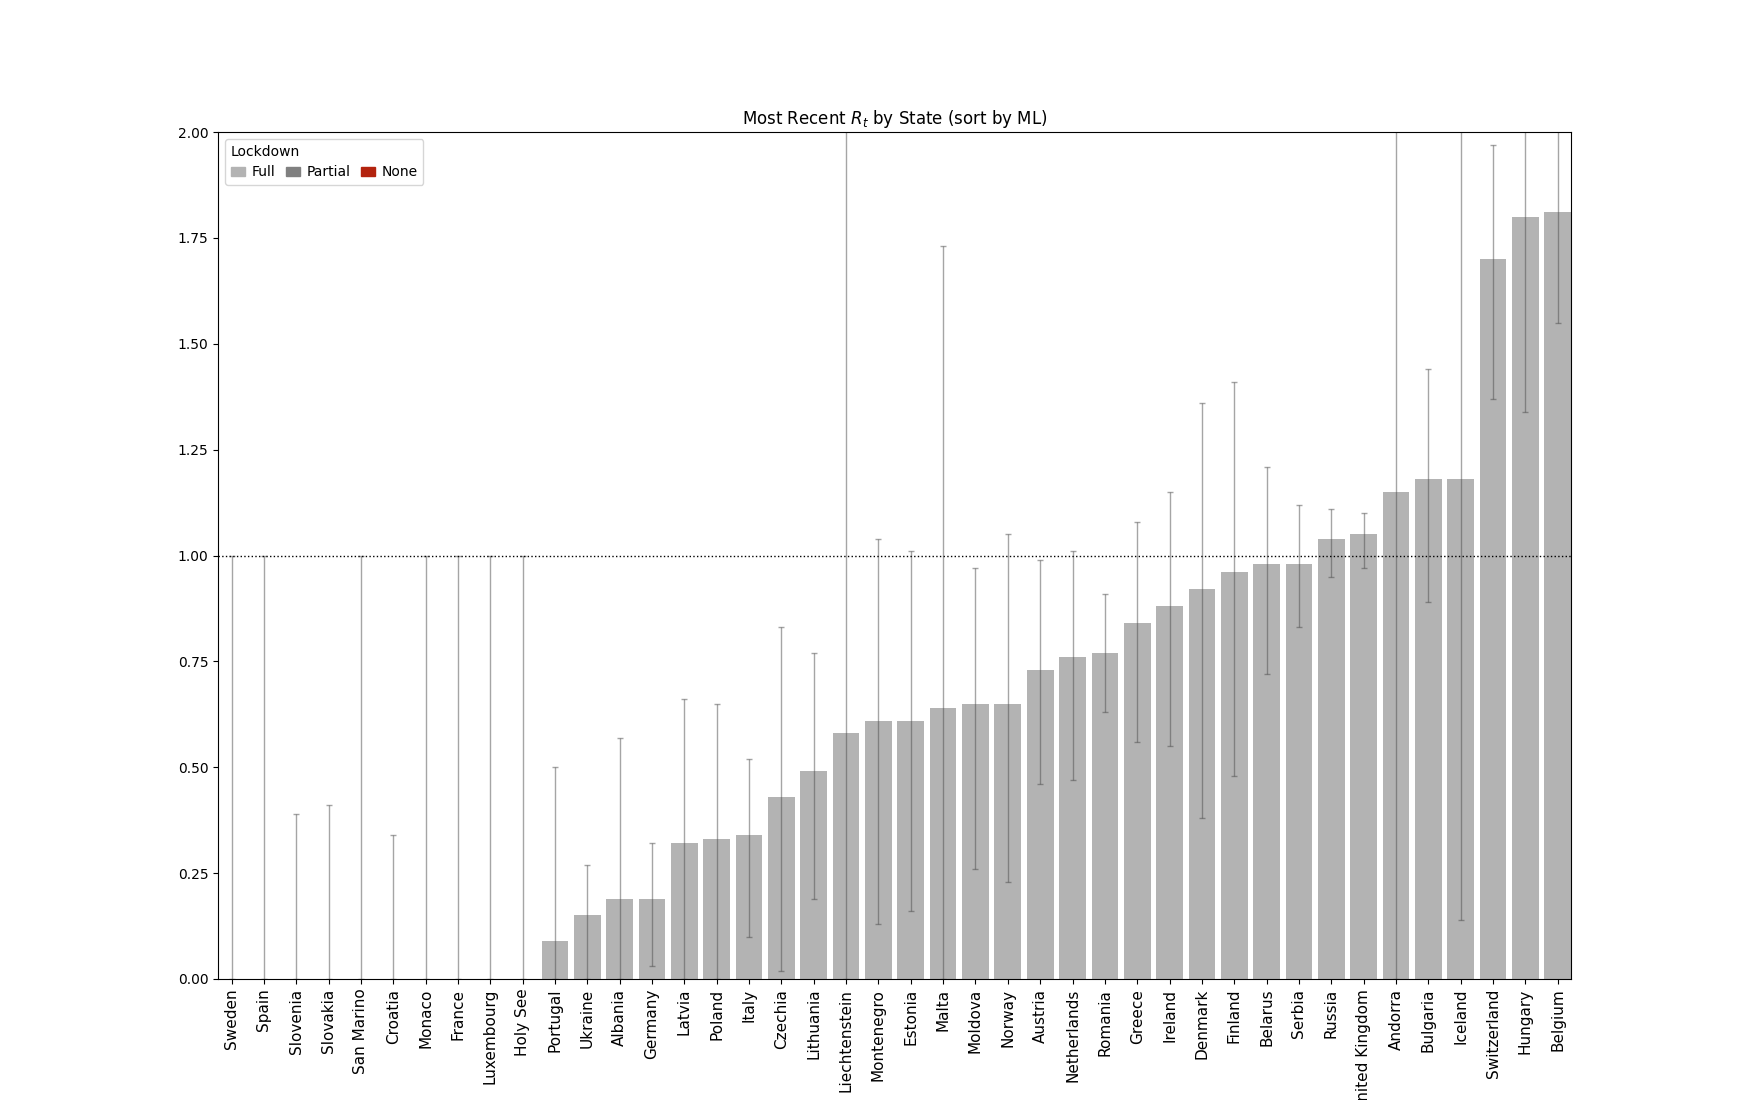 Most Recent Rt by State (sort by ML)
2.00
Lockdown
Full Partial None
1.75
1.50
1.25
1.00
0.75
0.50
0.25
0.00
Sweden
Spain
Slovenia
Slovakia
San Marino
Croatia
Monaco
France
Luxembourg
Holy See
Portugal
Ukraine
Albania
Germany
Latvia
Poland
Italy
Czechia
Lithuania
Liechtenstein
Montenegro
Estonia
Malta
Moldova
Norway
Austria
Netherlands
Romania
Greece
Ireland
Denmark
Finland
Belarus
Serbia
Russia
nited Kingdom
Andorra
Bulgaria
Iceland
Switzerland
Hungary
Belgium